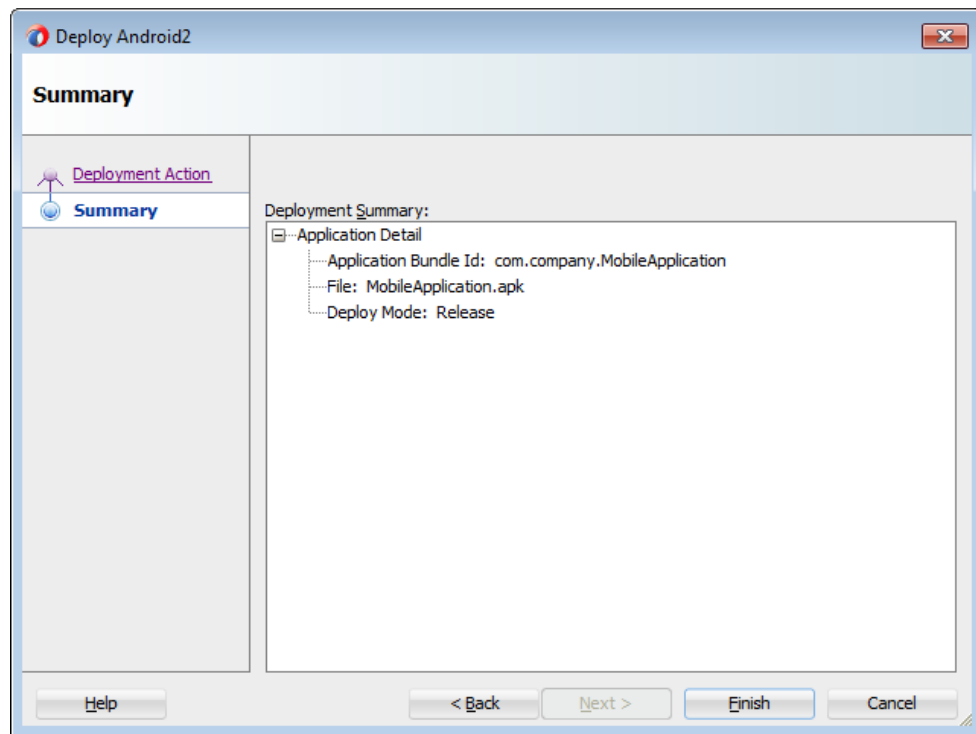 Deploy Android2
Summary
Deployment Action
Summary
Deployment Summary:
Application Detail
Application Bundle Id: com.company.MobileApplication
File: MobileApplication.apk
Deploy Mode: Release
Help
< Back
Next >
Finish
Cancel